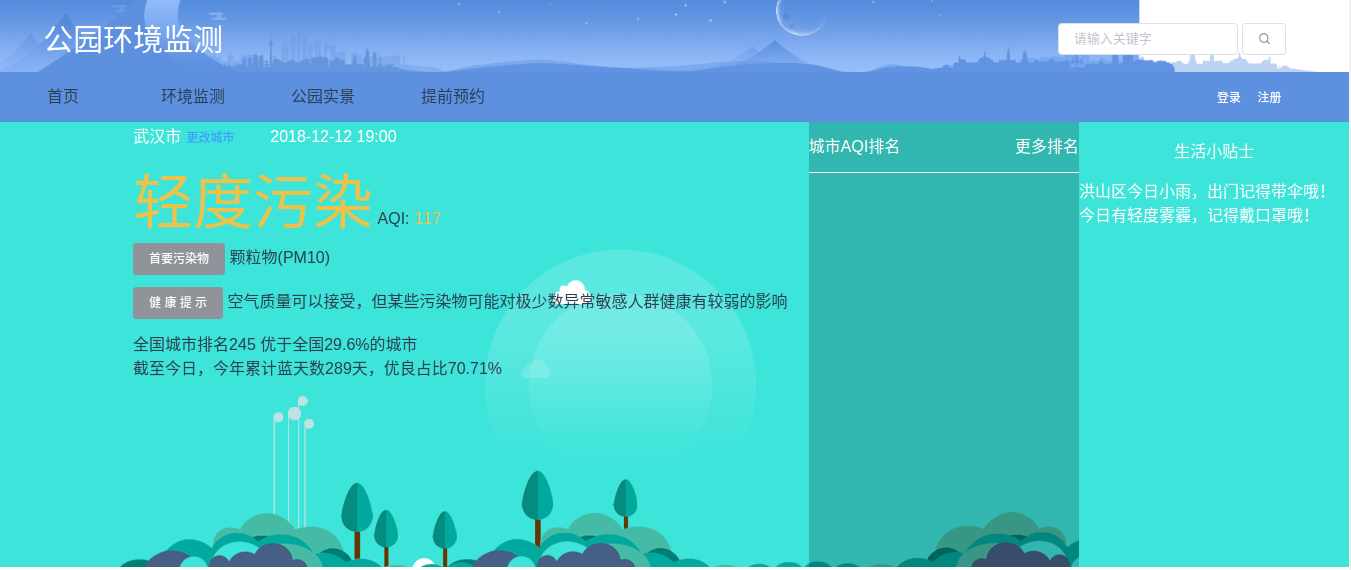 公园环境监测
请输入关键字
首页 环境监测 公园实景 提前预约 登录 注册
武汉市 更改城市 2018-12-12 19:00
轻度污染 AQI: 117
首要污染物 颗粒物(PM10)
健 康 提 示 空气质量可以接受，但某些污染物可能对极少数异常敏感人群健康有较弱的影响
全国城市排名245 优于全国29.6%的城市
截至今日，今年累计蓝天数289天，优良占比70.71%
城市AQI排名 更多排名
生活小贴士
洪山区今日小雨，出门记得带伞哦！
今日有轻度雾霾，记得戴口罩哦！